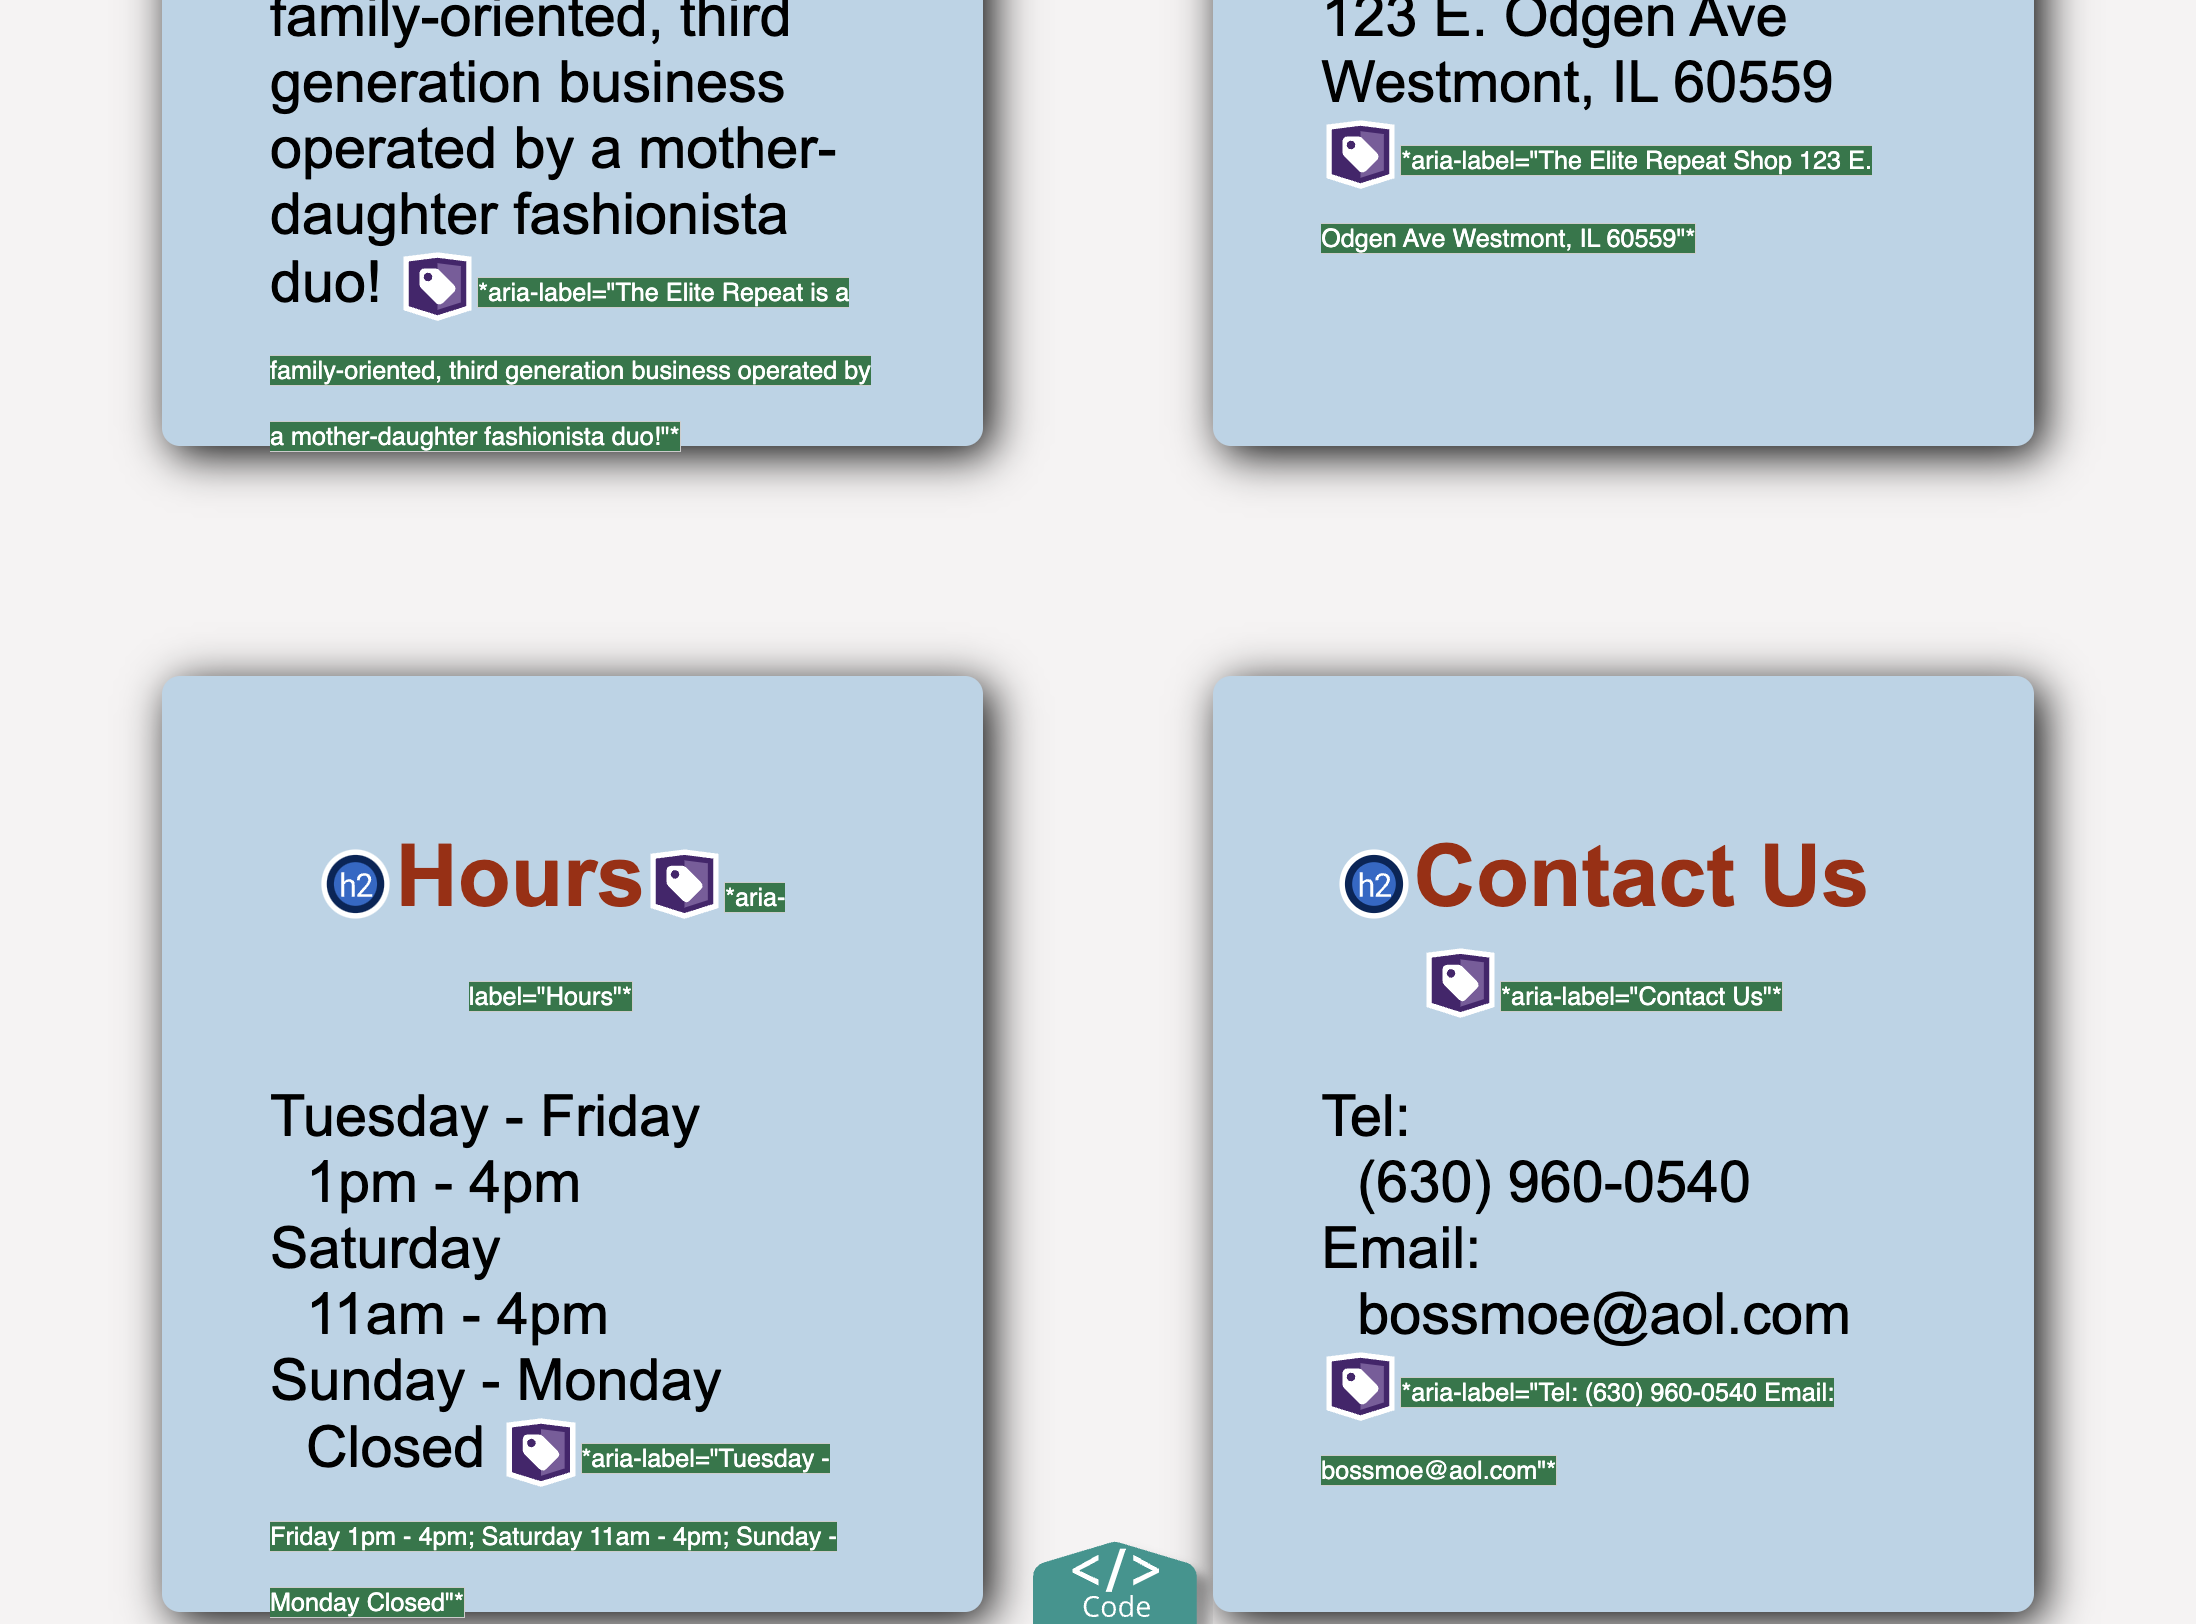 family-oriented, third
generation business
operated by a mother-
daughter fashionista
duo! *aria-label="The Elite Repeat is a
family-oriented, third generation business operated by
a mother-daughter fashionista duo!"*
123 E. Odgen Ave
Westmont, IL 60559
*aria-label="The Elite Repeat Shop 123 E.
Odgen Ave Westmont, IL 60559"*
h2 Hours *aria-
label="Hours"*
Tuesday - Friday
1pm - 4pm
Saturday
11am - 4pm
Sunday - Monday
Closed *aria-label="Tuesday -
Friday 1pm - 4pm; Saturday 11am - 4pm; Sunday -
Monday Closed"*
h2 Contact Us
*aria-label="Contact Us"*
Tel:
(630) 960-0540
Email:
bossmoe@aol.com
*aria-label="Tel: (630) 960-0540 Email:
bossmoe@aol.com"*
</>
Code